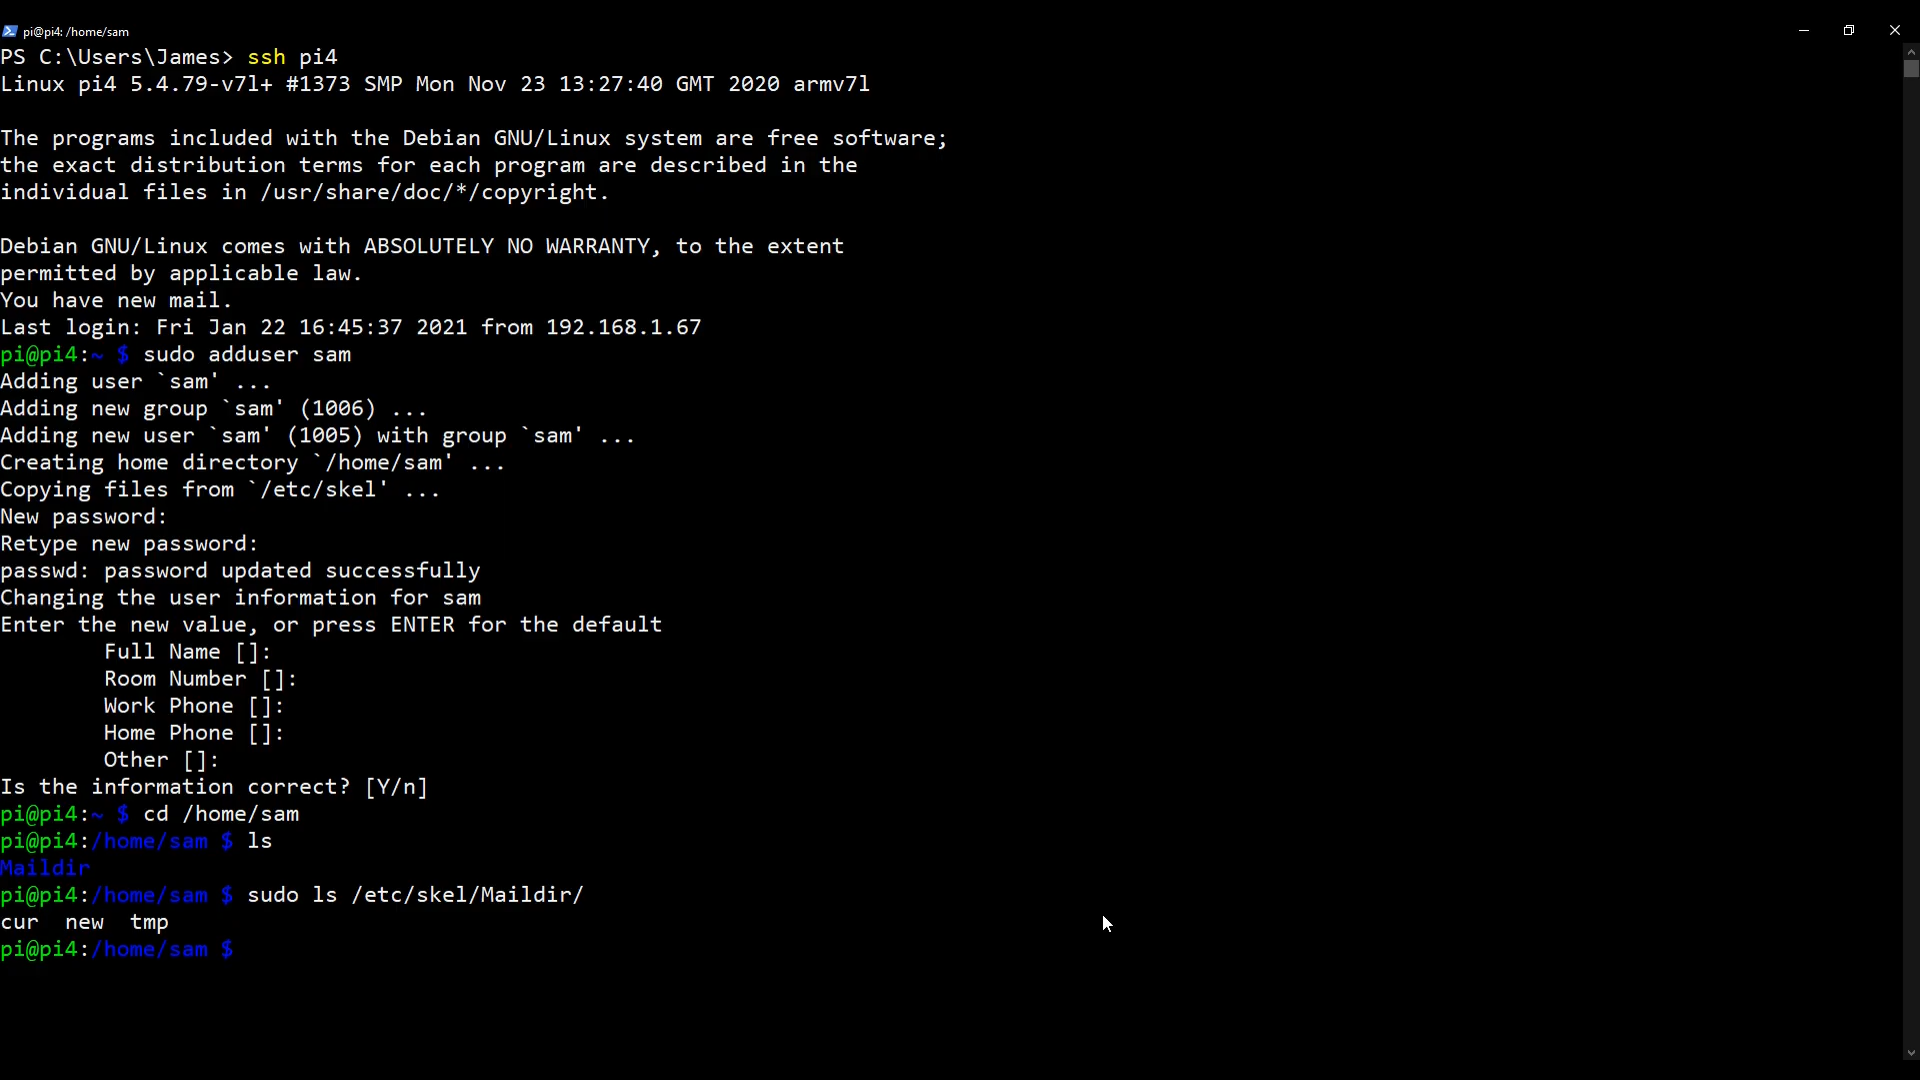 pi@pi4: /home/sam
PS C:\Users\James> ssh pi4
Linux pi4 5.4.79-v7l+ #1373 SMP Mon Nov 23 13:27:40 GMT 2020 armv7l
The programs included with the Debian GNU/Linux system are free software;
the exact distribution terms for each program are described in the
individual files in /usr/share/doc/*/copyright.
Debian GNU/Linux comes with ABSOLUTELY NO WARRANTY, to the extent
permitted by applicable law.
You have new mail.
Last login: Fri Jan 22 16:45:37 2021 from 192.168.1.67
pi@pi4:~ $ sudo adduser sam
Adding user `sam' ...
Adding new group `sam' (1006) ...
Adding new user `sam' (1005) with group `sam' ...
Creating home directory `/home/sam' ...
Copying files from `/etc/skel' ...
New password:
Retype new password:
passwd: password updated successfully
Changing the user information for sam
Enter the new value, or press ENTER for the default
        Full Name []:
        Room Number []:
        Work Phone []:
        Home Phone []:
        Other []:
Is the information correct? [Y/n]
pi@pi4:~ $ cd /home/sam
pi@pi4:/home/sam $ ls
Maildir
pi@pi4:/home/sam $ sudo ls /etc/skel/Maildir/
cur  new  tmp
pi@pi4:/home/sam $